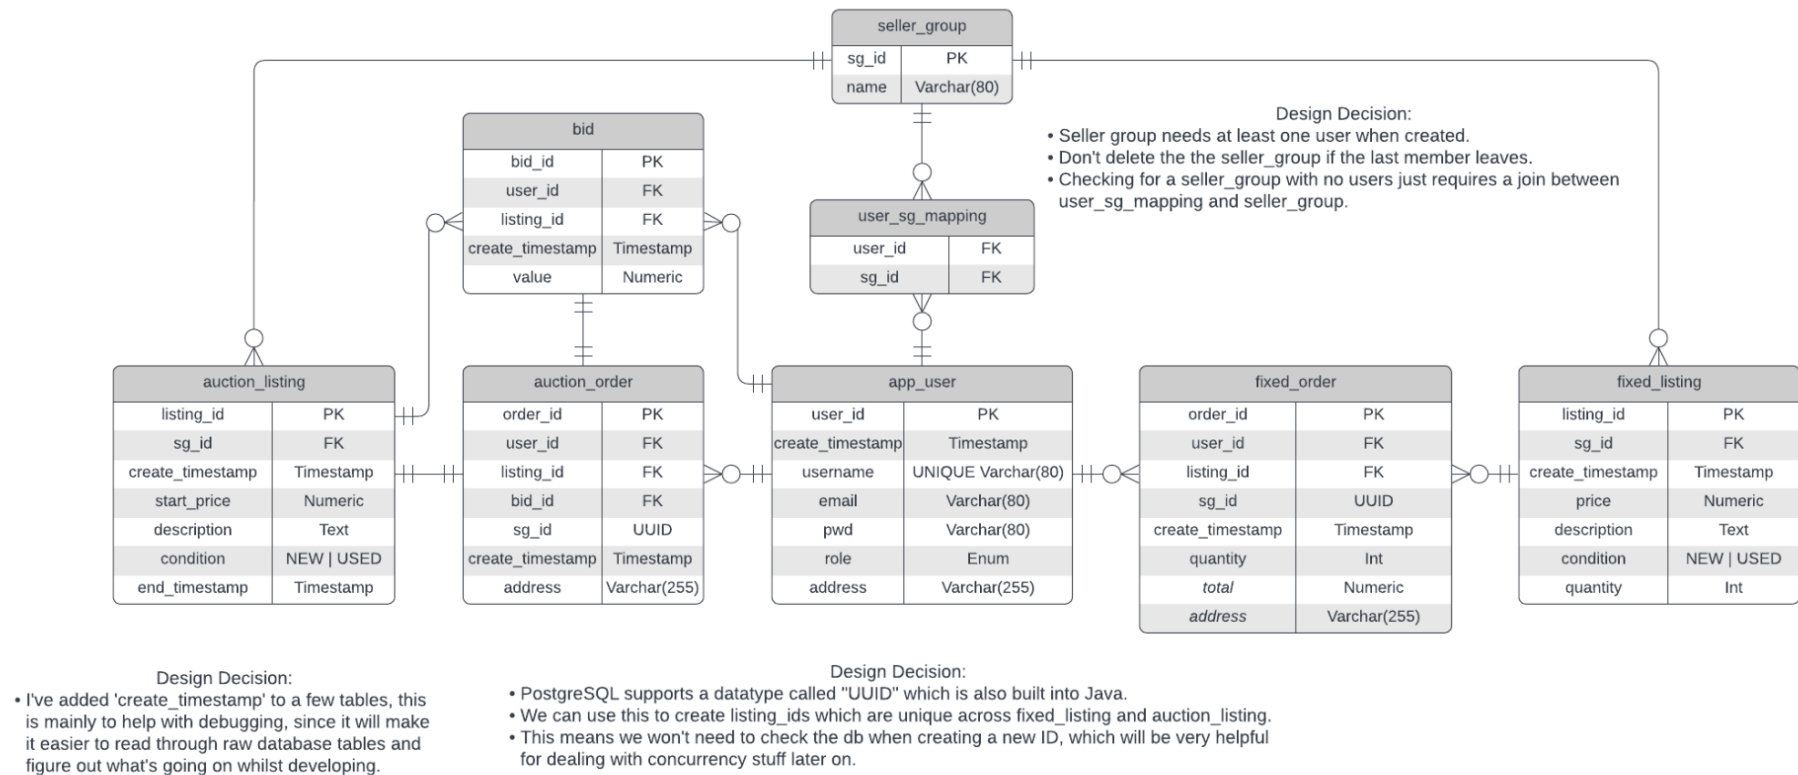 seller_group
sg_id PK
name Varchar(80)
Design Decision:
• Seller group needs at least one user when created.
• Don't delete the the seller_group if the last member leaves.
• Checking for a seller_group with no users just requires a join between
user_sg_mapping and seller_group.
bid
bid_id PK
user_id FK
listing_id FK
create_timestamp Timestamp
value Numeric
user_sg_mapping
user_id FK
sg_id FK
auction_listing
listing_id PK
sg_id FK
create_timestamp Timestamp
start_price Numeric
description Text
condition NEW | USED
end_timestamp Timestamp
auction_order
order_id PK
user_id FK
listing_id FK
bid_id FK
sg_id UUID
create_timestamp Timestamp
address Varchar(255)
app_user
user_id PK
create_timestamp Timestamp
username UNIQUE Varchar(80)
email Varchar(80)
pwd Varchar(80)
role Enum
address Varchar(255)
fixed_order
order_id PK
user_id FK
listing_id FK
sg_id UUID
create_timestamp Timestamp
quantity Int
total Numeric
address Varchar(255)
fixed_listing
listing_id PK
sg_id FK
create_timestamp Timestamp
price Numeric
description Text
condition NEW | USED
quantity Int
Design Decision:
• I've added 'create_timestamp' to a few tables, this
is mainly to help with debugging, since it will make
it easier to read through raw database tables and
figure out what's going on whilst developing.
Design Decision:
• PostgreSQL supports a datatype called "UUID" which is also built into Java.
• We can use this to create listing_ids which are unique across fixed_listing and auction_listing.
• This means we won't need to check the db when creating a new ID, which will be very helpful
for dealing with concurrency stuff later on.